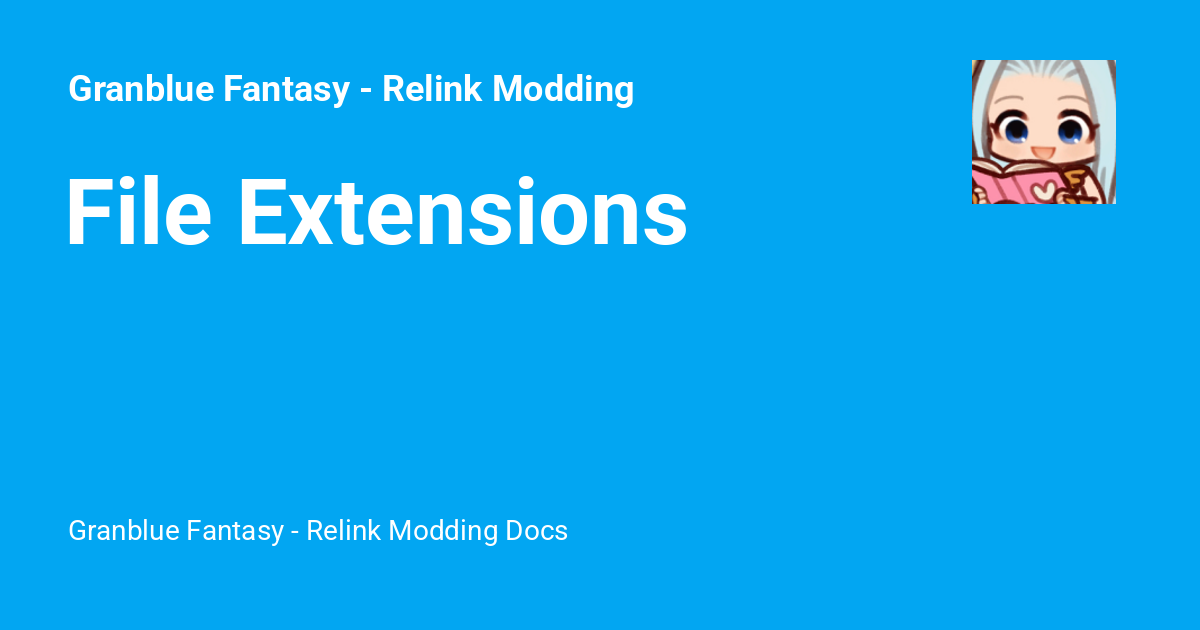 Granblue Fantasy - Relink Modding
File Extensions
Granblue Fantasy - Relink Modding Docs